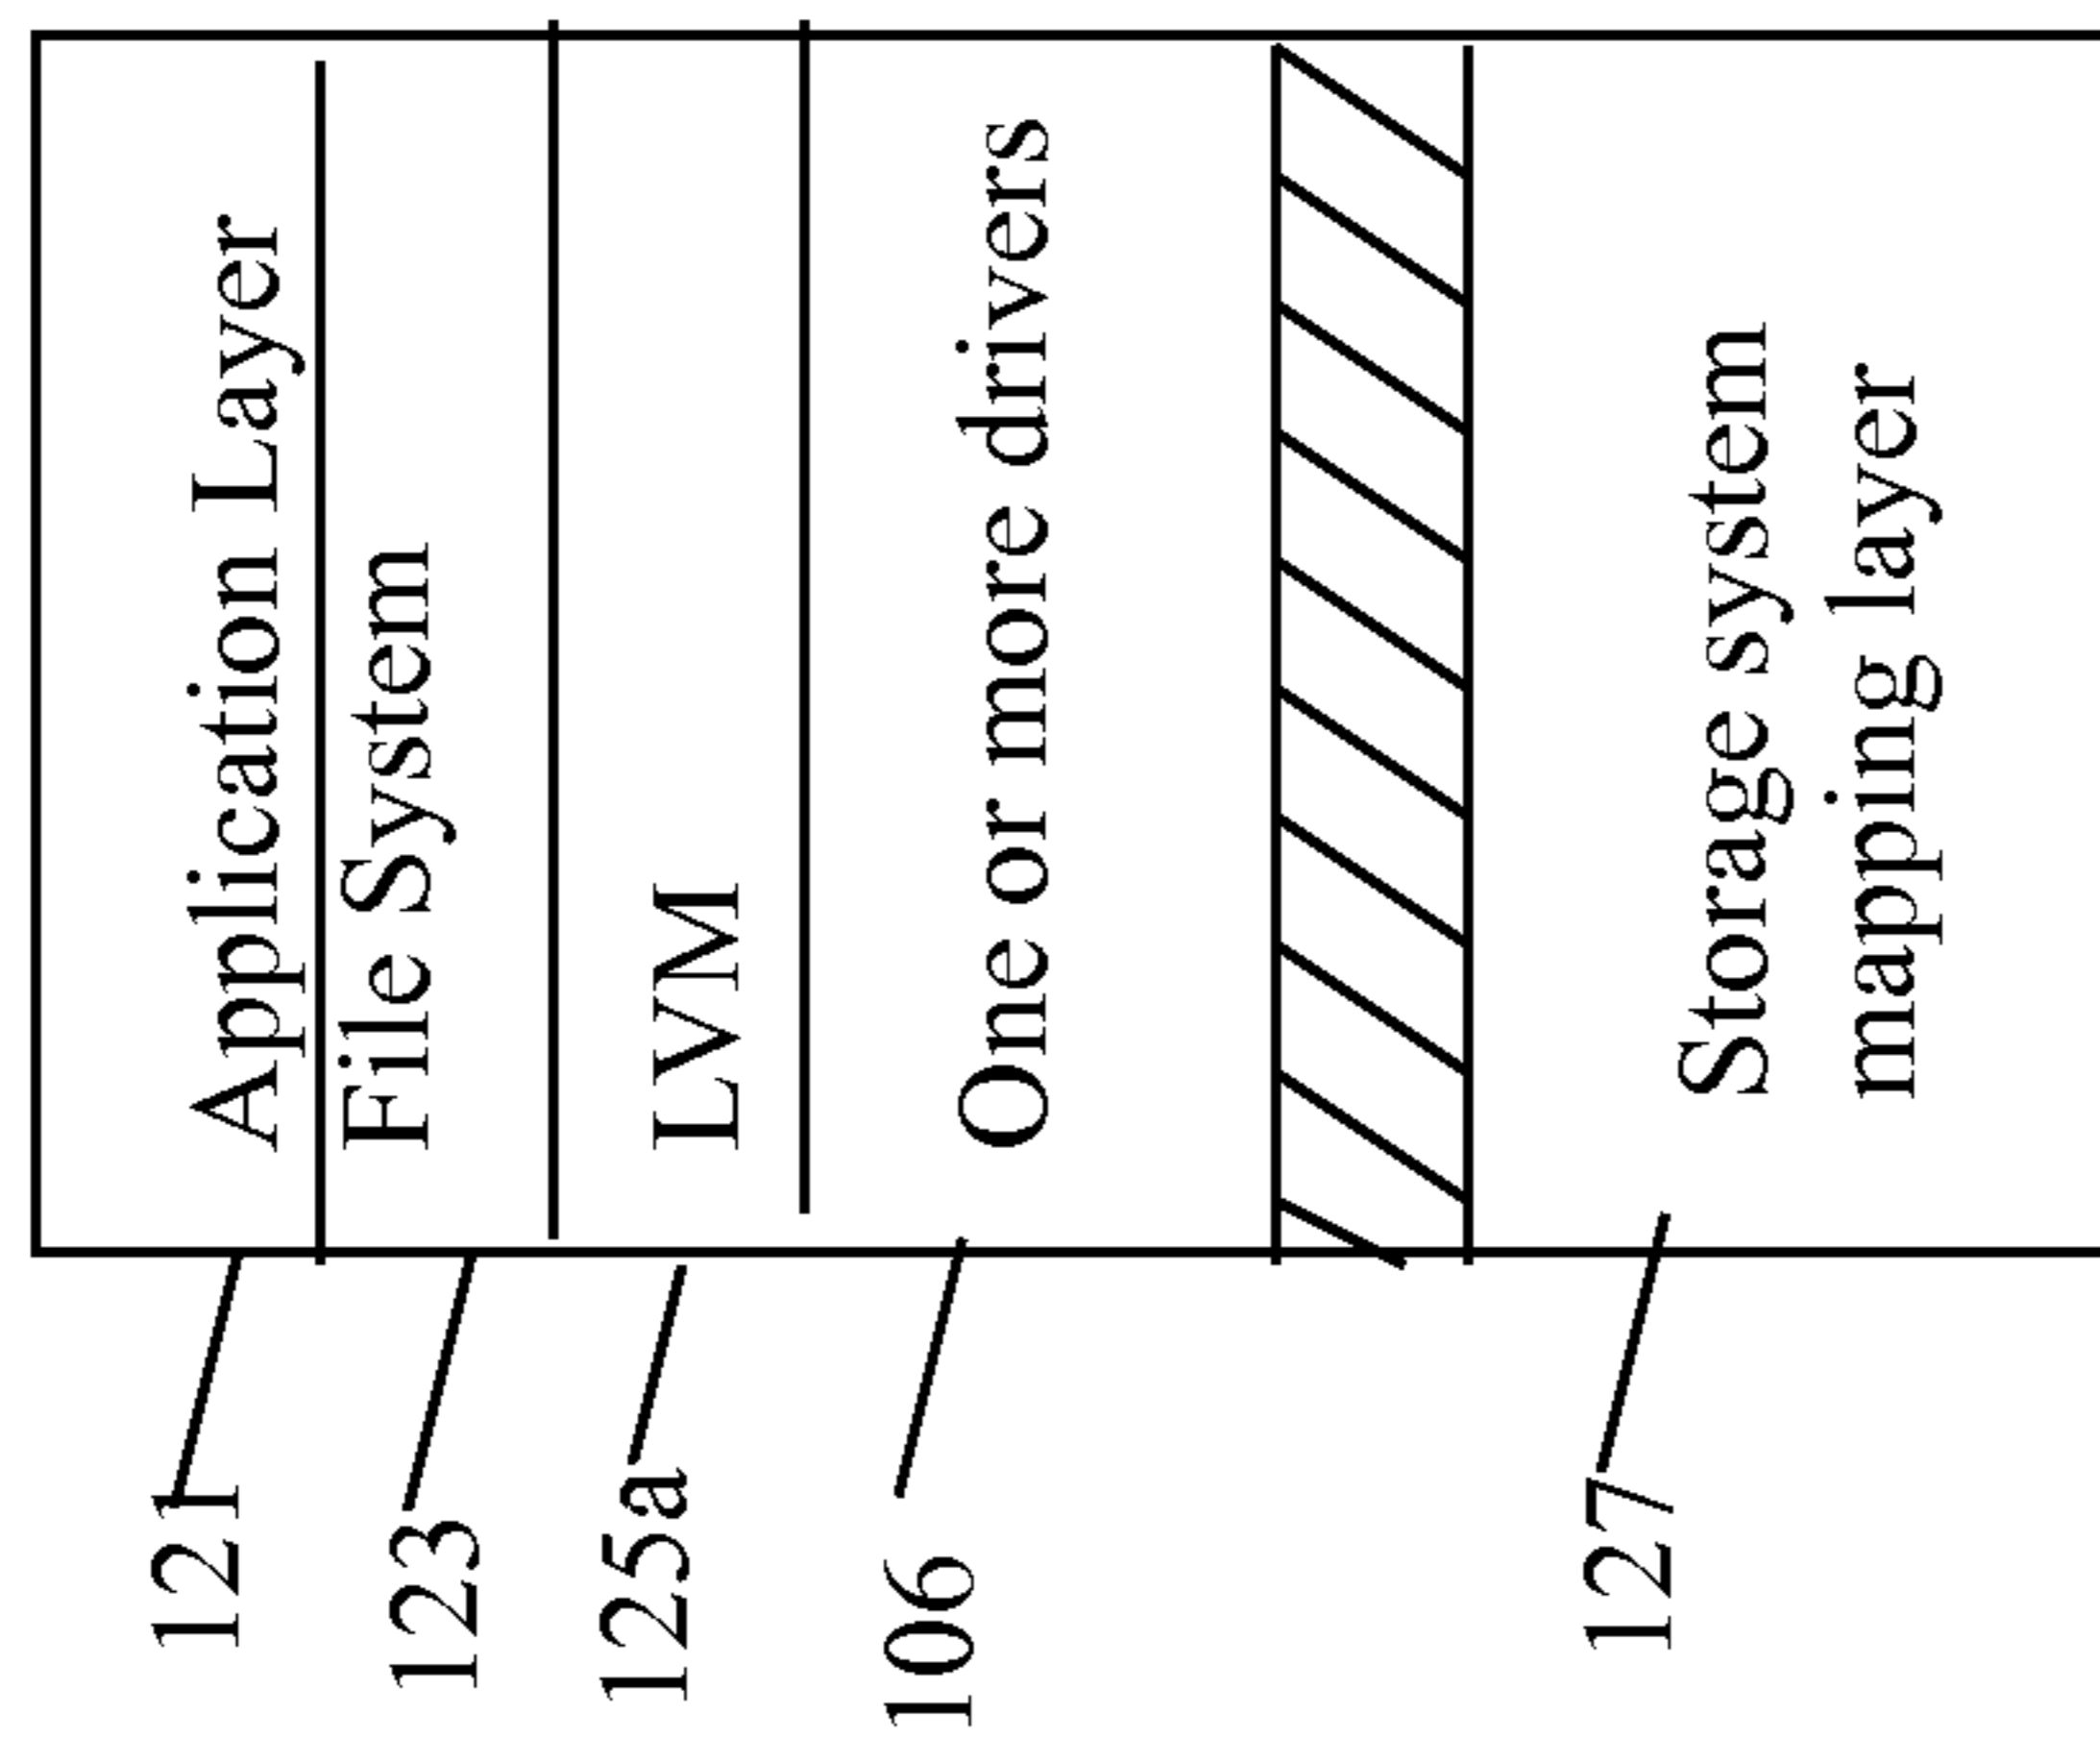 121
Application Layer
123
File System
125a
LVM
106
One or more drivers
127
Storage system
mapping layer